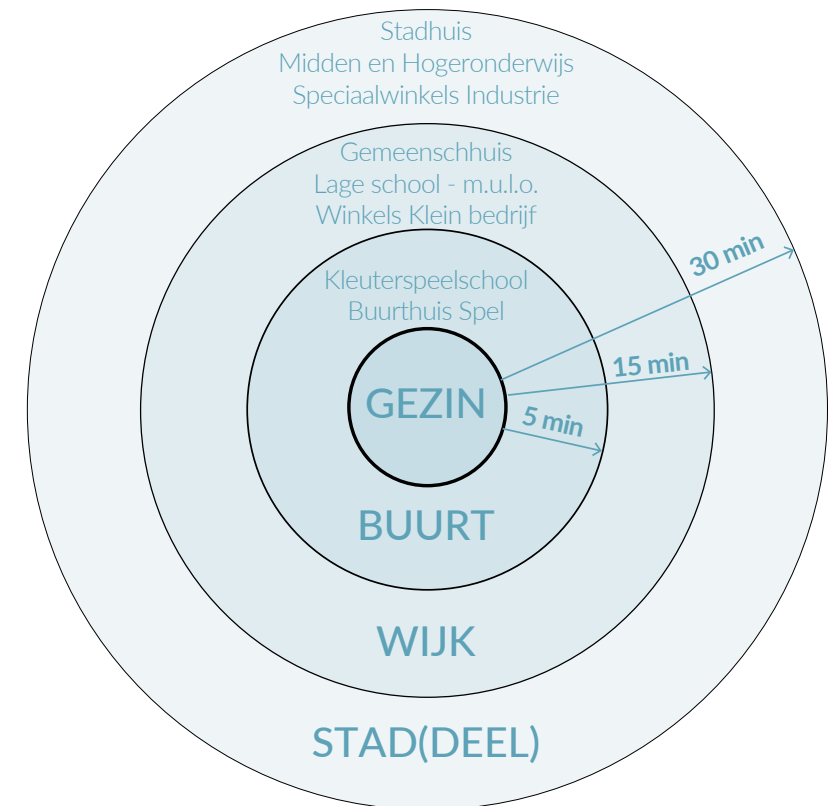 Stadhuis
Midden en Hogeronderwijs
Speciaalwinkels Industrie
Gemeenschhuis
Lage school - m.u.l.o.
Winkels Klein bedrijf
30 min
Kleuterspeelschool
Buurthuis Spel
15 min
GEZIN
5 min
BUURT
WIJK
STAD(DEEL)